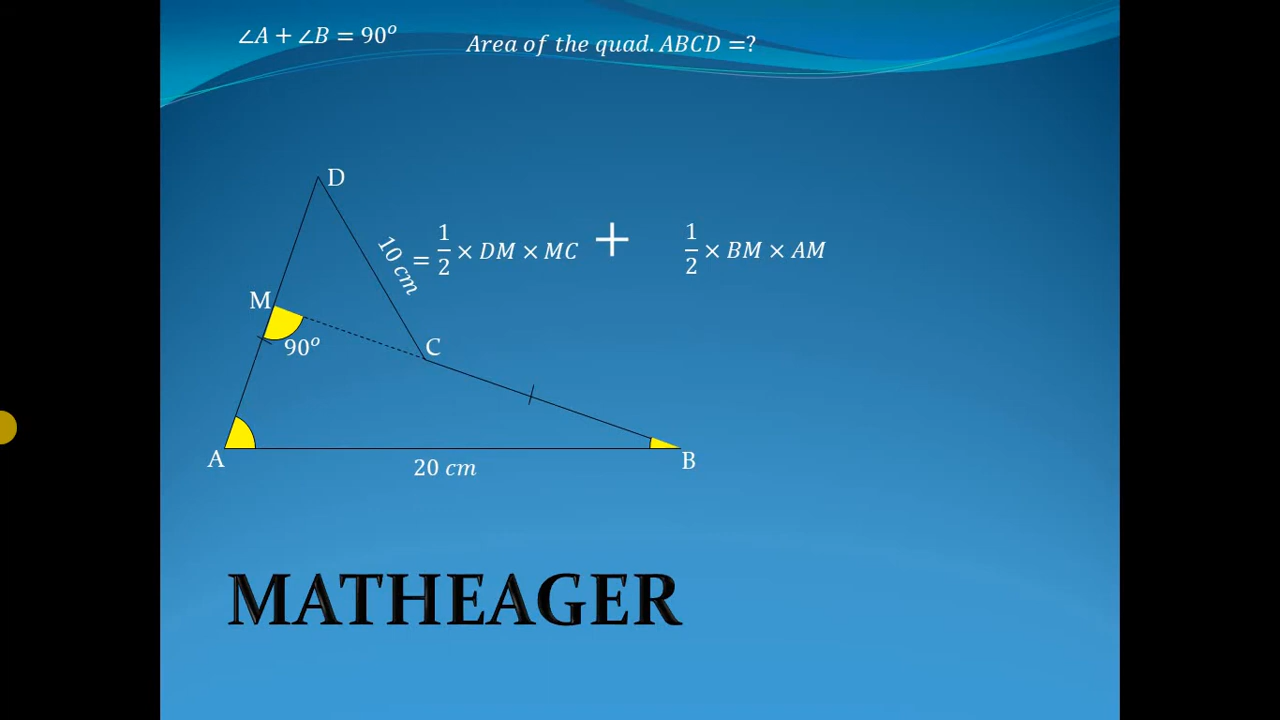 ∠A + ∠B = 90°
Area of the quad. ABCD =?
D
10 cm
= 1/2 × DM × MC + 1/2 × BM × AM
M
90°
C
A
B
20 cm
MATHEAGER